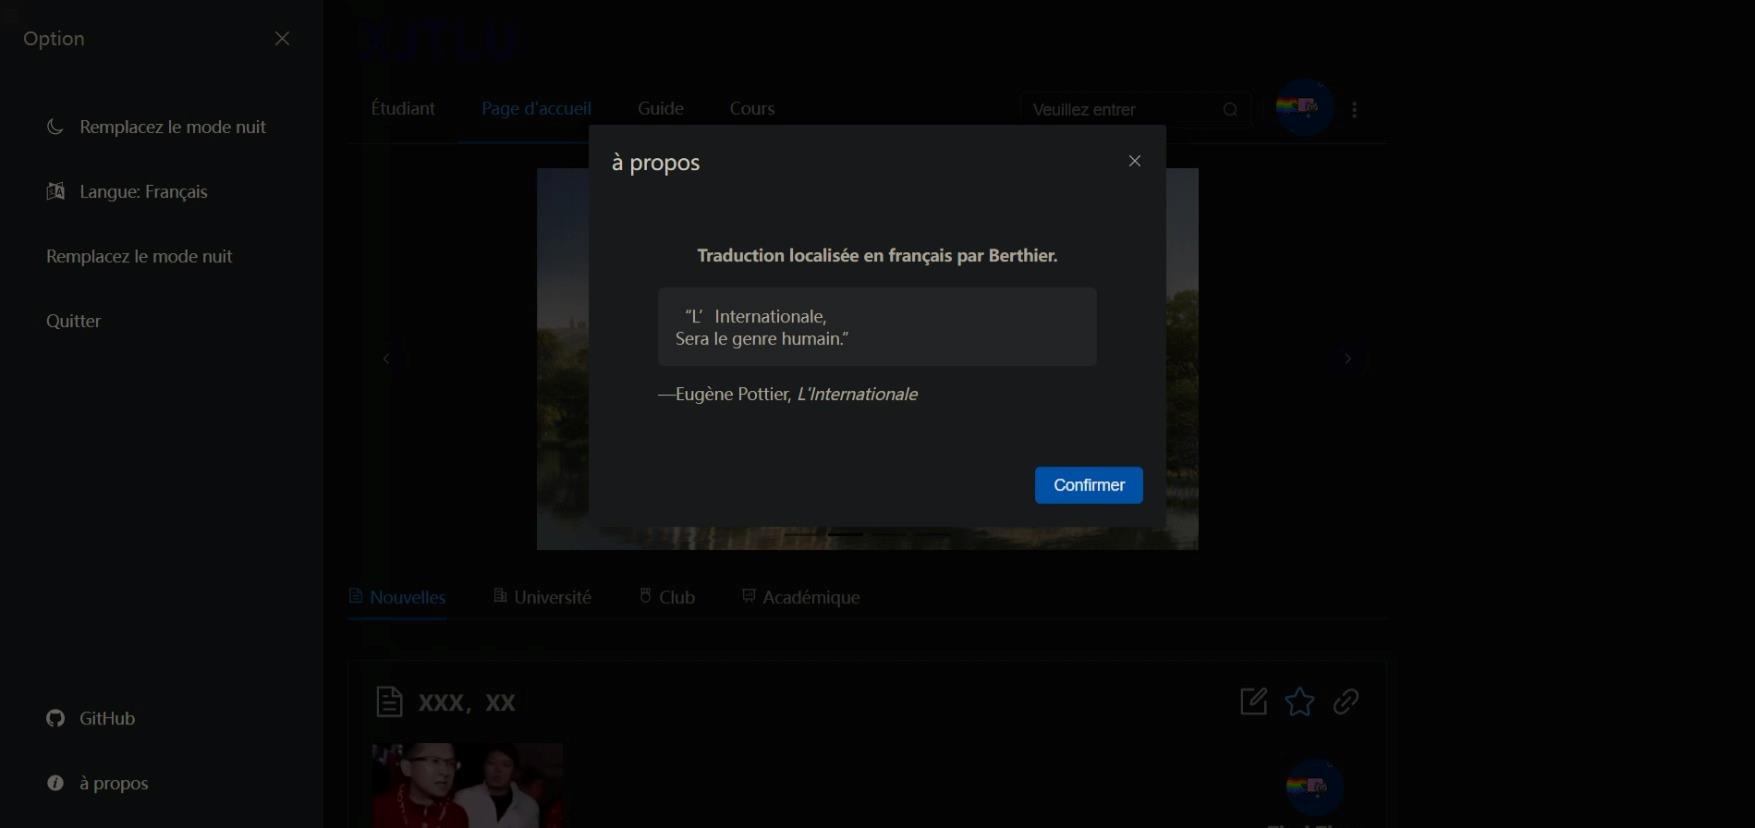 Option
Remplacez le mode nuit
Langue: Français
Remplacez le mode nuit
Quitter
GitHub
à propos
XJTLU
Étudiant
Page d'accueil
Guide
Cours
Veuillez entrer
à propos
Traduction localisée en français par Berthier.
“L’ Internationale,
Sera le genre humain.”
—Eugène Pottier, L'Internationale
Confirmer
Nouvelles
Université
Club
Académique
XXX, XX